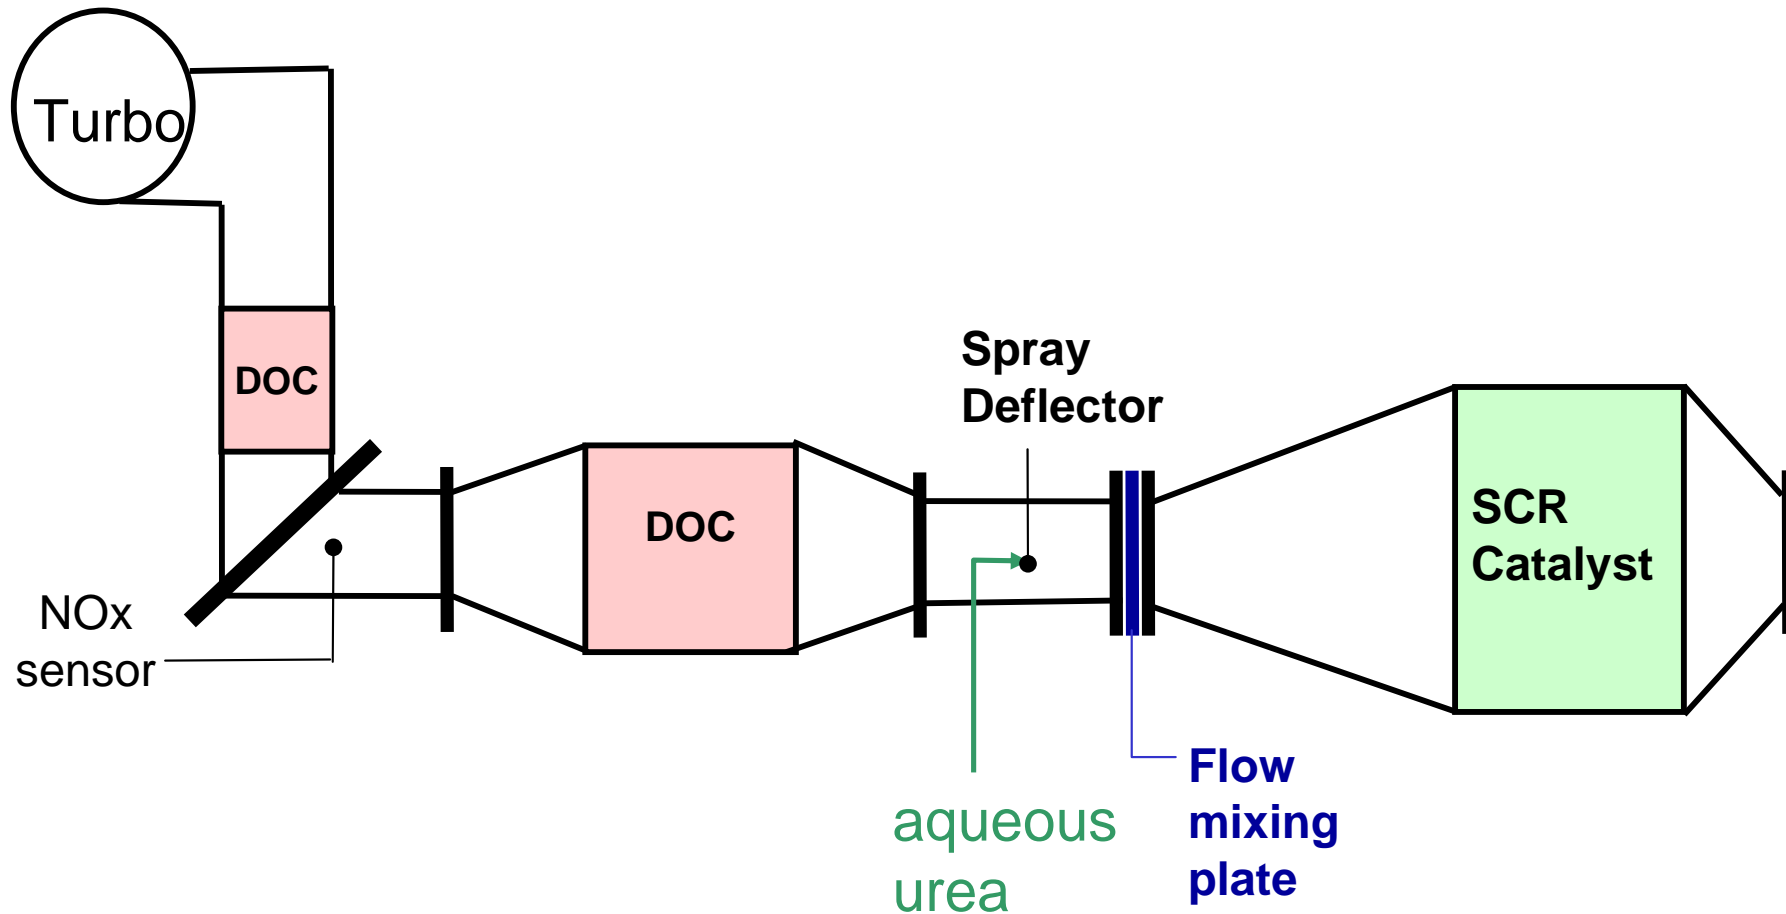 Turbo
DOC
NOx
sensor
DOC
Spray
Deflector
aqueous
urea
Flow
mixing
plate
SCR
Catalyst